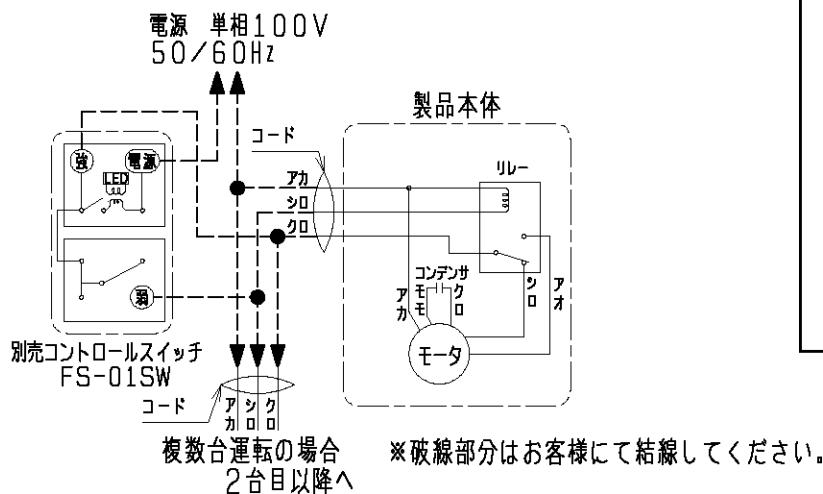 電源 単相100V
50/60Hz
製品本体
コード
強
電源
LED
アカ
シロ
クロ
リレー
コンデンサ
アカ
モモ
クロ
シロ
アオ
弱
モータ
別売コントロールスイッチ
FS-01SW
コード
アカ
シロ
クロ
複数台運転の場合
2台目以降へ
※破線部分はお客様にて結線してください。